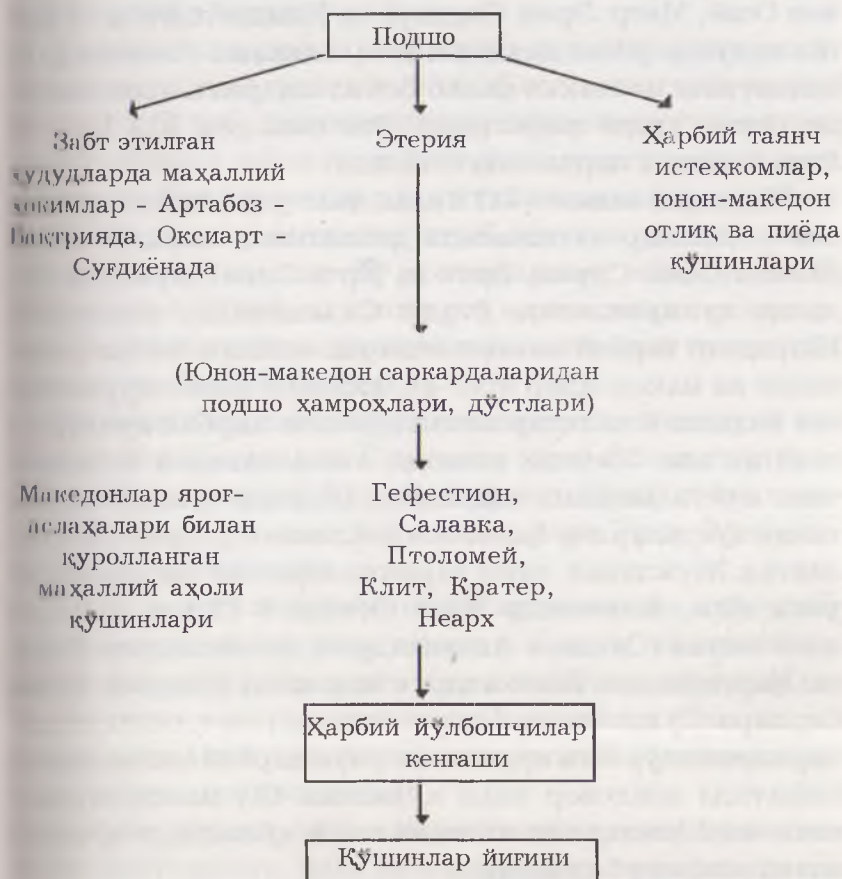 Подшо
Забт этилған
ҳудудларда маҳаллий
ҳокимлар - Артабоз -
Бақтрияда, Оксиарт -
Суғдиёнада
Этерия
Ҳарбий таянч
истеҳкомлар,
юнон-македон
отлиқ ва пиёда
қўшинлари
(Юнон-македон саркардаларидан
подшо ҳамроҳлари, дўстлари)
Македонлар яроғ-
аслаҳалари билан
қуролланган
маҳаллий аҳоли
қўшинлари
Гефестион,
Салавка,
Птоломей,
Клит, Кратер,
Неарх
Ҳарбий йўлбошчилар
кенгаши
Қўшинлар йиғини